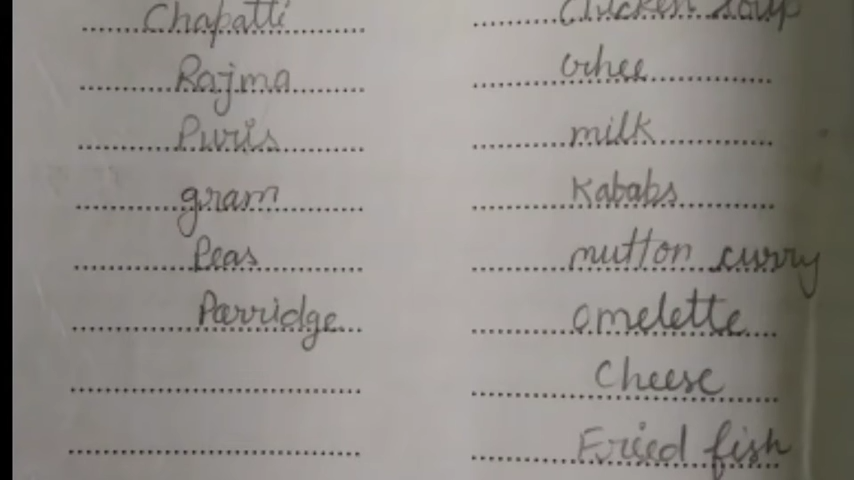 Chapatti
Rajma
Puris
gram
Peas
Porridge
Chicken soup
Ghee
milk
Kababs
mutton curry
omelette
Cheese
Fried fish